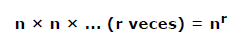 n × n × ... (r veces) = nʳ